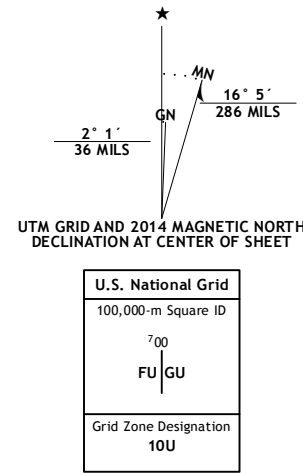 ★
MN
GN
16° 5´
286 MILS
2° 1´
36 MILS
UTM GRID AND 2014 MAGNETIC NORTH
DECLINATION AT CENTER OF SHEET
U.S. National Grid
100,000-m Square ID
⁷00
FU GU
Grid Zone Designation
10U